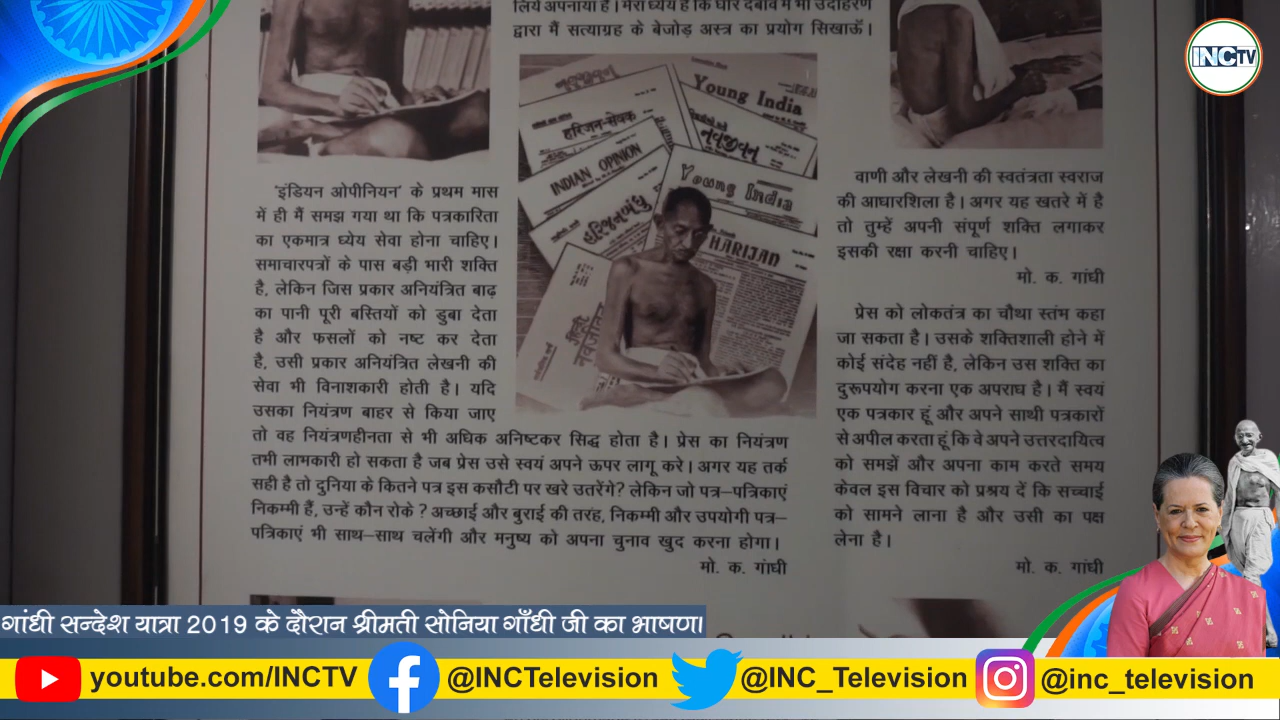 लिये अपनाया है। मेरा ध्येय है कि घोर दबाव में भी उदाहरण
द्वारा मैं सत्याग्रह के बेजोड़ अस्त्र का प्रयोग सिखाऊँ।
INCTV
Young India
हरिजन-सेवक
નવજીવન
INDIAN OPINION
Young India
હરિજનબંધુ
HARIJAN
हिन्दी
नवजीवन
'इंडियन ओपीनियन' के प्रथम मास
में ही मैं समझ गया था कि पत्रकारिता
का एकमात्र ध्येय सेवा होना चाहिए।
समाचारपत्रों के पास बड़ी भारी शक्ति
है, लेकिन जिस प्रकार अनियंत्रित बाढ़
का पानी पूरी बस्तियों को डुबा देता
है और फसलों को नष्ट कर देता
है, उसी प्रकार अनियंत्रित लेखनी की
सेवा भी विनाशकारी होती है। यदि
उसका नियंत्रण बाहर से किया जाए
तो वह नियंत्रणहीनता से भी अधिक अनिष्टकर सिद्ध होता है। प्रेस का नियंत्रण
तभी लाभकारी हो सकता है जब प्रेस उसे स्वयं अपने ऊपर लागू करे। अगर यह तर्क
सही है तो दुनिया के कितने पत्र इस कसौटी पर खरे उतरेंगे? लेकिन जो पत्र–पत्रिकाएं
निकम्मी हैं, उन्हें कौन रोके ? अच्छाई और बुराई की तरंह, निकम्मी और उपयोगी पत्र–
पत्रिकाएं भी साथ–साथ चलेंगी और मनुष्य को अपना चुनाव खुद करना होगा।
मो. क. गांधी
वाणी और लेखनी की स्वतंत्रता स्वराज
की आधारशिला है। अगर यह खतरे में है
तो तुम्हें अपनी संपूर्ण शक्ति लगाकर
इसकी रक्षा करनी चाहिए।
मो. क. गांधी
प्रेस को लोकतंत्र का चौथा स्तंभ कहा
जा सकता है। उसके शक्तिशाली होने में
कोई संदेह नहीं है, लेकिन उस शक्ति का
दुरूपयोग करना एक अपराध है। मैं स्वयं
एक पत्रकार हूं और अपने साथी पत्रकारों
से अपील करता हूं कि वे अपने उत्तरदायित्व
को समझें और अपना काम करते समय
केवल इस विचार को प्रश्रय दें कि सच्चाई
को सामने लाना है और उसी का पक्ष
लेना है।
मो. क. गांधी
गांधी सन्देश यात्रा 2019 के दौरान श्रीमती सोनिया गाँधी जी का भाषण।
youtube.com/INCTV @INCTelevision @INC_Television @inc_television